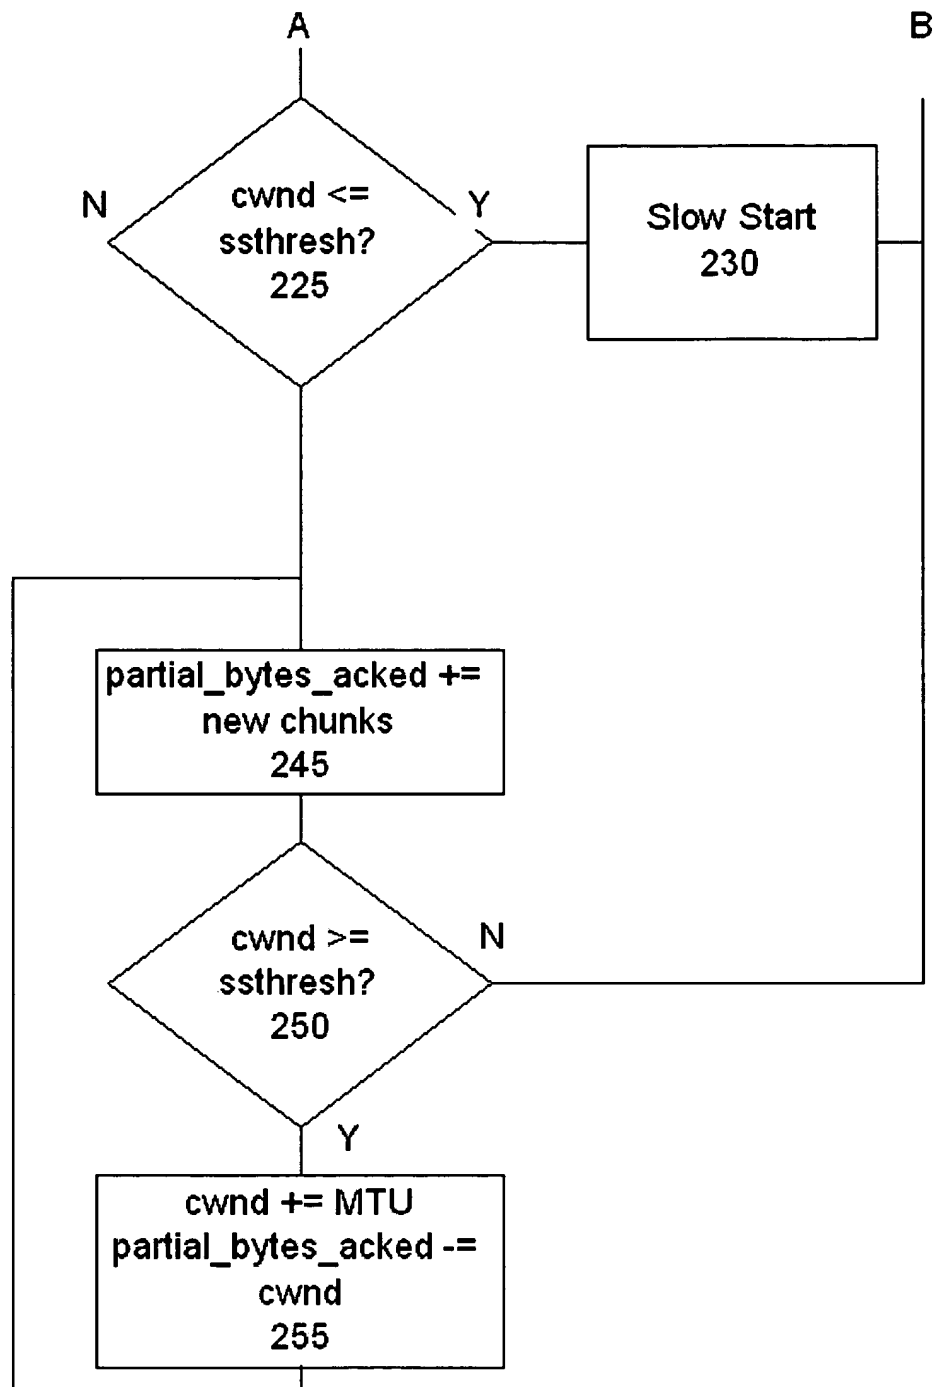 A
B
N
cwnd <=
ssthresh?
225
Y
Slow Start
230
partial_bytes_acked +=
new chunks
245
cwnd >=
ssthresh?
250
N
Y
cwnd += MTU
partial_bytes_acked -=
cwnd
255